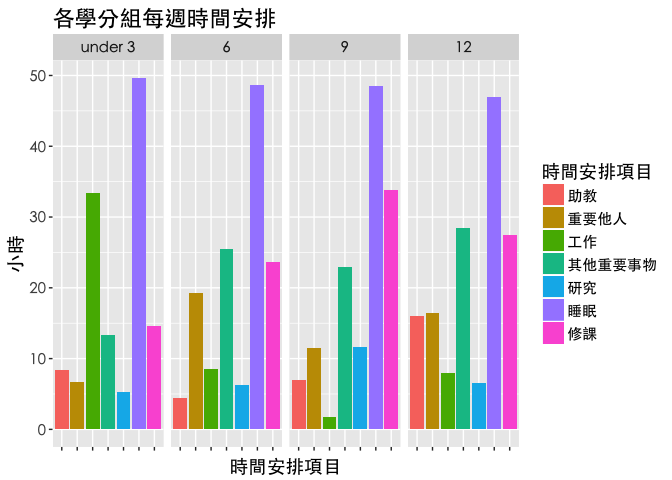 各學分組每週時間安排
under 3
6
9
12
50
40
30
20
10
0
小時
時間安排項目
時間安排項目
助教
重要他人
工作
其他重要事物
研究
睡眠
修課